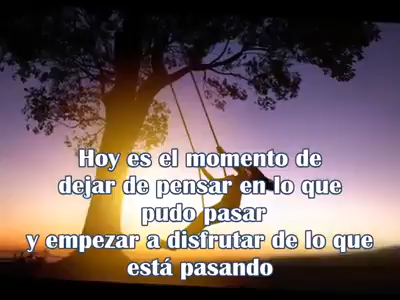 Hoy es el momento de
dejar de pensar en lo que
pudo pasar
y empezar a disfrutar de lo que
está pasando